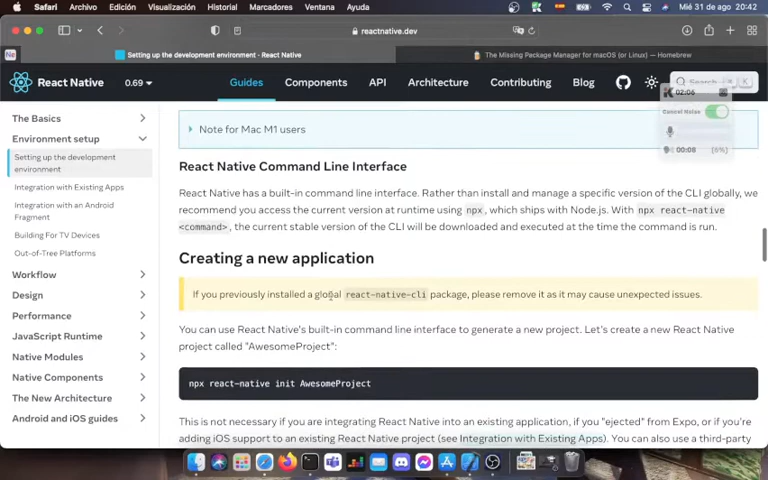 Safari Archivo Edición Visualización Historial Marcadores Ventana Ayuda Mié 31 de ago 20:42
reactnative.dev
Setting up the development environment · React Native
The Missing Package Manager for macOS (or Linux) — Homebrew
React Native 0.69 Guides Components API Architecture Contributing Blog Search K
02:06
Cancel Noise
00:08 (6%)
The Basics
Environment setup
Setting up the development
environment
Integration with Existing Apps
Integration with an Android
Fragment
Building For TV Devices
Out-of-Tree Platforms
Workflow
Design
Performance
JavaScript Runtime
Native Modules
Native Components
The New Architecture
Android and iOS guides
Note for Mac M1 users
React Native Command Line Interface
React Native has a built-in command line interface. Rather than install and manage a specific version of the CLI globally, we
recommend you access the current version at runtime using npx, which ships with Node.js. With npx react-native
<command>, the current stable version of the CLI will be downloaded and executed at the time the command is run.
Creating a new application
If you previously installed a global react-native-cli package, please remove it as it may cause unexpected issues.
You can use React Native's built-in command line interface to generate a new project. Let's create a new React Native
project called "AwesomeProject":
npx react-native init AwesomeProject
This is not necessary if you are integrating React Native into an existing application, if you "ejected" from Expo, or if you're
adding iOS support to an existing React Native project (see Integration with Existing Apps). You can also use a third-party